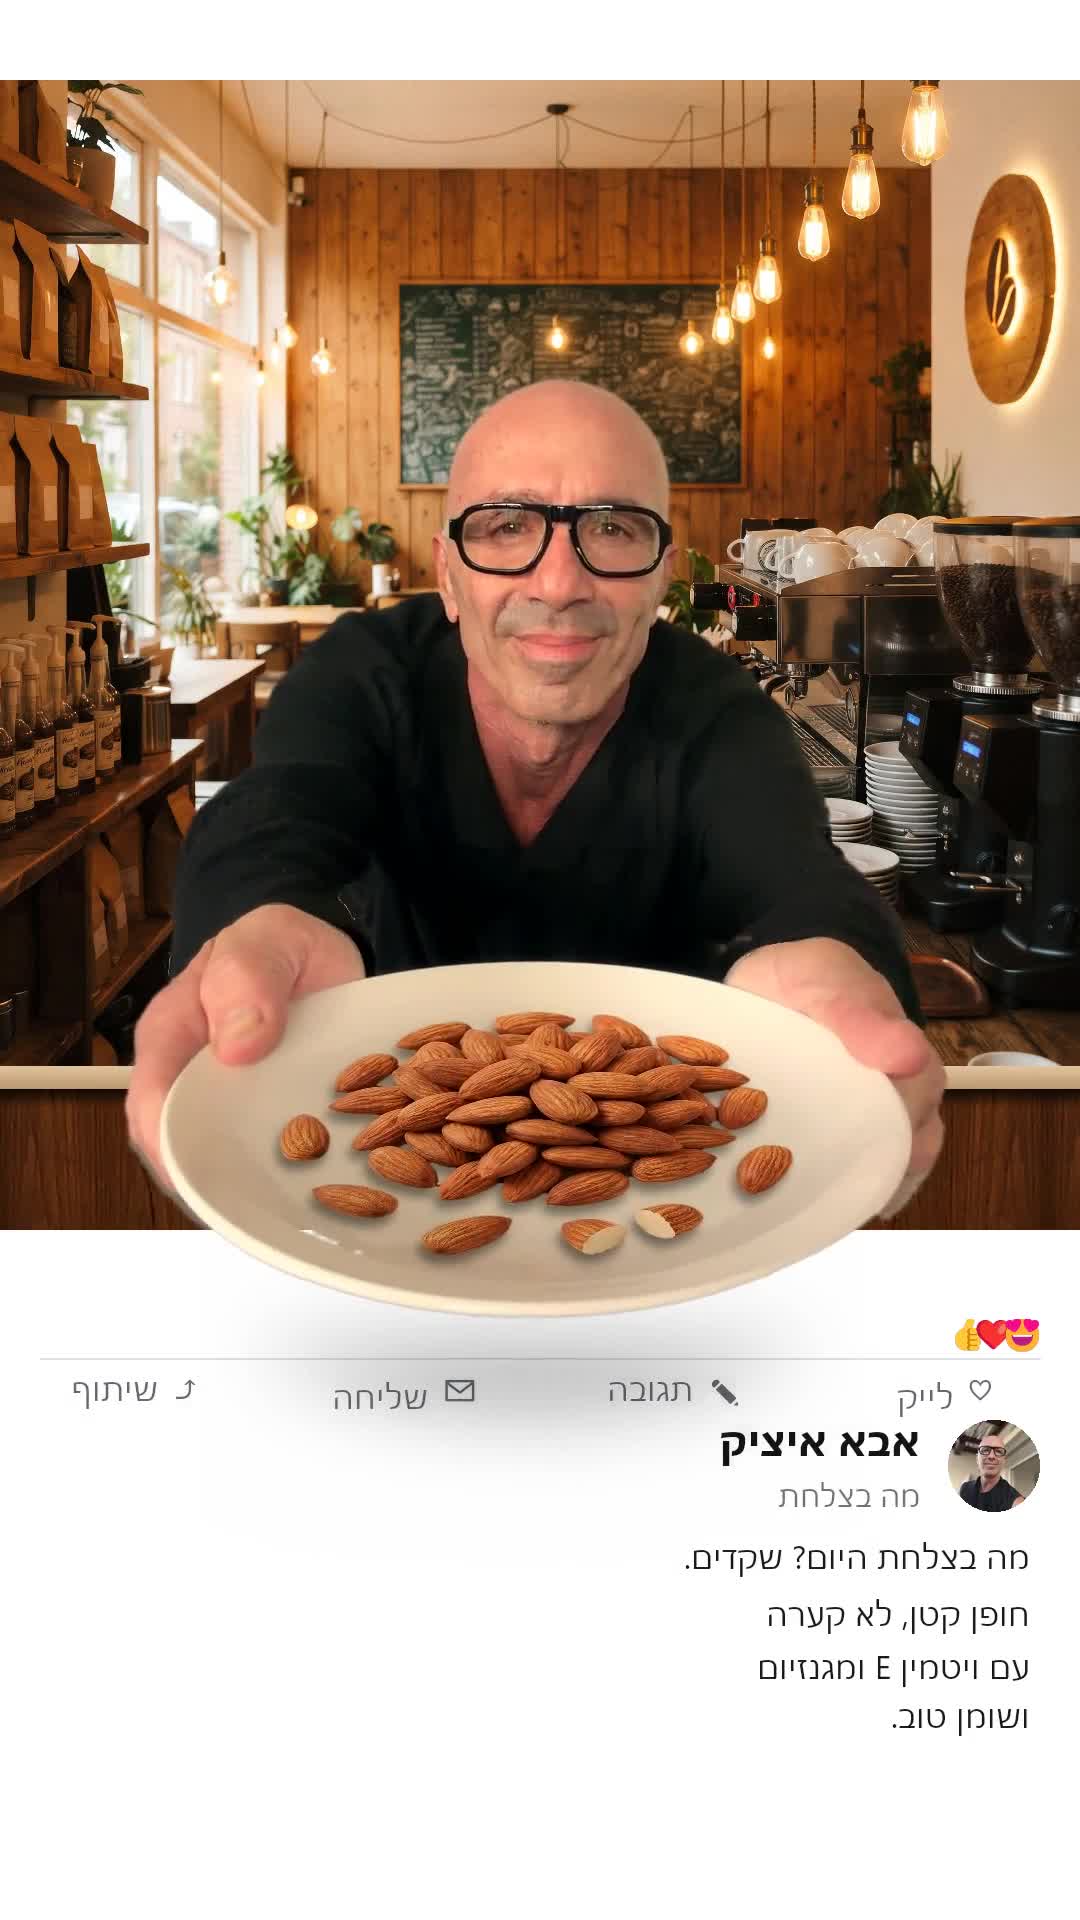 לייק
תגובה
שליחה
שיתוף
אבא איציק
מה בצלחת
מה בצלחת היום? שקדים.
חופן קטן, לא קערה
עם ויטמין E ומגנזיום
ושומן טוב.